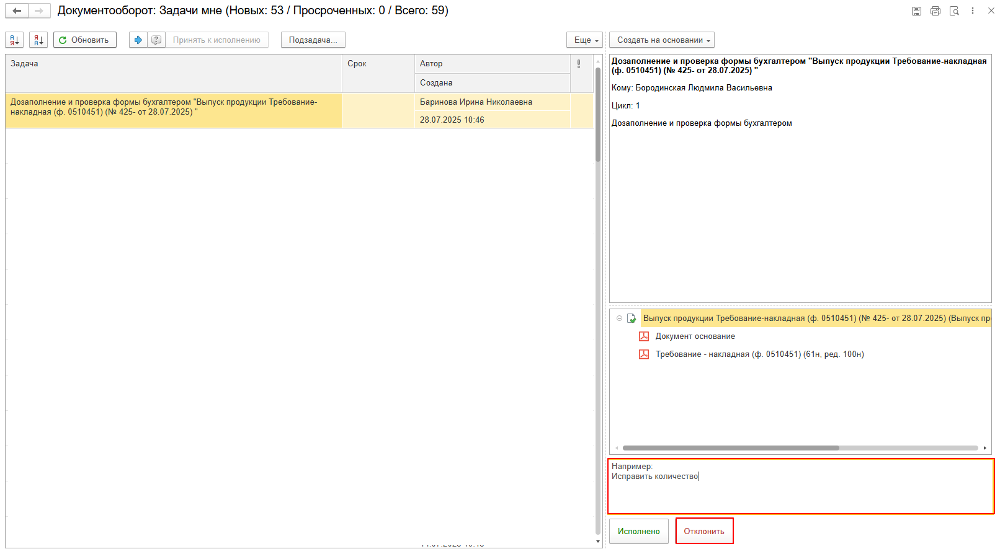 Документооборот: Задачи мне (Новых: 53 / Просроченных: 0 / Всего: 59)
Обновить
Принять к исполнению
Подзадача...
Еще
Создать на основании
Задача
Срок
Автор
Создана
Дозаполнение и проверка формы бухгалтером "Выпуск продукции Требование-
накладная (ф. 0510451) (№ 425- от 28.07.2025) "
Баринова Ирина Николаевна
28.07.2025 10:46
Дозаполнение и проверка формы бухгалтером "Выпуск продукции Требование-накладная
(ф. 0510451) (№ 425- от 28.07.2025) "
Кому: Бородинская Людмила Васильевна
Цикл: 1
Дозаполнение и проверка формы бухгалтером
Выпуск продукции Требование-накладная (ф. 0510451) (№ 425- от 28.07.2025) (Выпуск пр
Документ основание
Требование - накладная (ф. 0510451) (61н, ред. 100н)
Например:
Исправить количество
Исполнено
Отклонить